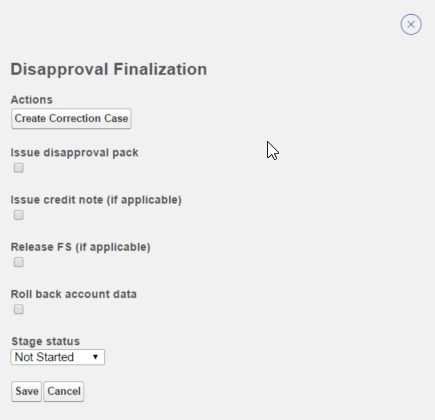 Disapproval Finalization
Actions
Create Correction Case
Issue disapproval pack
Issue credit note (if applicable)
Release FS (if applicable)
Roll back account data
Stage status
Not Started
Save Cancel